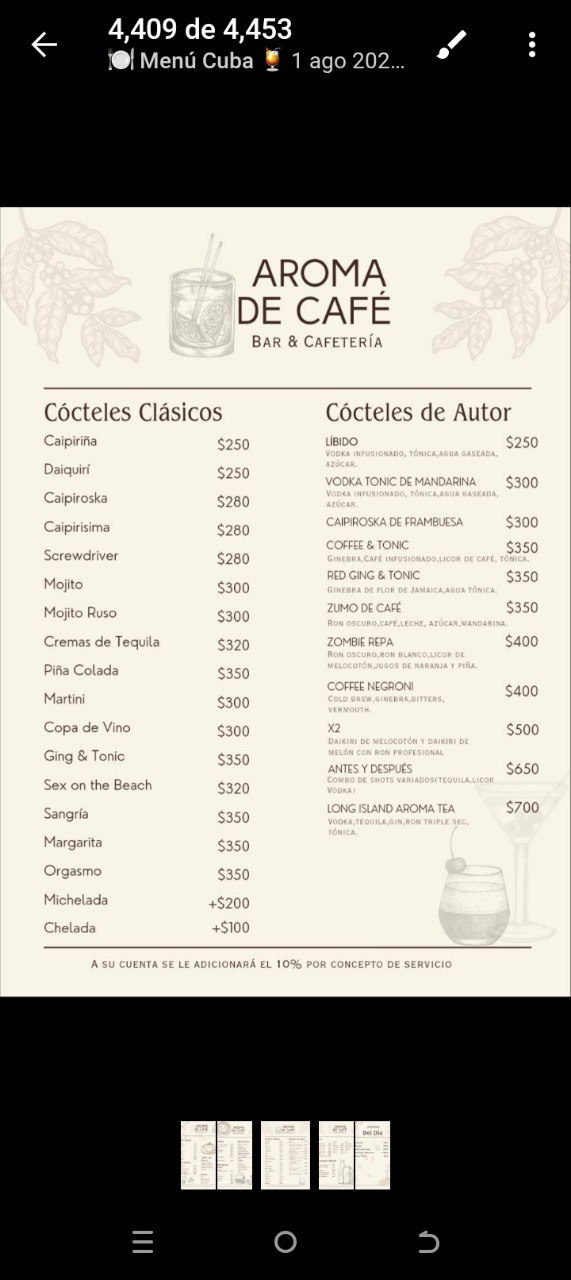 4,409 de 4,453
🍽 Menú Cuba 🍹 1 ago 202...
AROMA
DE CAFÉ
BAR & CAFETERÍA
Cócteles Clásicos
Caipiriña $250
Daiquirí $250
Caipiroska $280
Caipirisima $280
Screwdriver $280
Mojito $300
Mojito Ruso $300
Cremas de Tequila $320
Piña Colada $350
Martini $300
Copa de Vino $300
Ging & Tonic $350
Sex on the Beach $320
Sangría $350
Margarita $350
Orgasmo $350
Michelada +$200
Chelada +$100
Cócteles de Autor
LÍBIDO $250
VODKA INFUSIONADO, TÓNICA,AGUA GASEADA,
AZÚCAR.
VODKA TONIC DE MANDARINA $300
VODKA INFUSIONADO, TÓNICA,AGUA GASEADA,
AZÚCAR.
CAIPIROSKA DE FRAMBUESA $300
COFFEE & TONIC $350
GINEBRA,CAFÉ INFUSIONADO,LICOR DE CAFÉ, TÓNICA.
RED GING & TONIC $350
GINEBRA DE FLOR DE JAMAICA,AGUA TÓNICA.
ZUMO DE CAFÉ $350
RON OSCURO,CAFÉ,LECHE, AZÚCAR,MANDARINA.
ZOMBIE REPA $400
RON OSCURO,RON BLANCO,LICOR DE
MELOCOTÓN,JUGOS DE NARANJA Y PIÑA.
COFFEE NEGRONI $400
COLD BREW,GINEBRA,BITTERS,
VERMOUTH.
X2 $500
DAIKIRI DE MELOCOTÓN Y DAIKIRI DE
MELÓN CON RON PROFESIONAL
ANTES Y DESPUÉS $650
COMBO DE SHOTS VARIADOS(TEQUILA,LICOR
VODKA)
LONG ISLAND AROMA TEA $700
VODKA,TEQUILA,GIN,RON TRIPLE SEC,
TÓNICA.
A SU CUENTA SE LE ADICIONARÁ EL 10% POR CONCEPTO DE SERVICIO